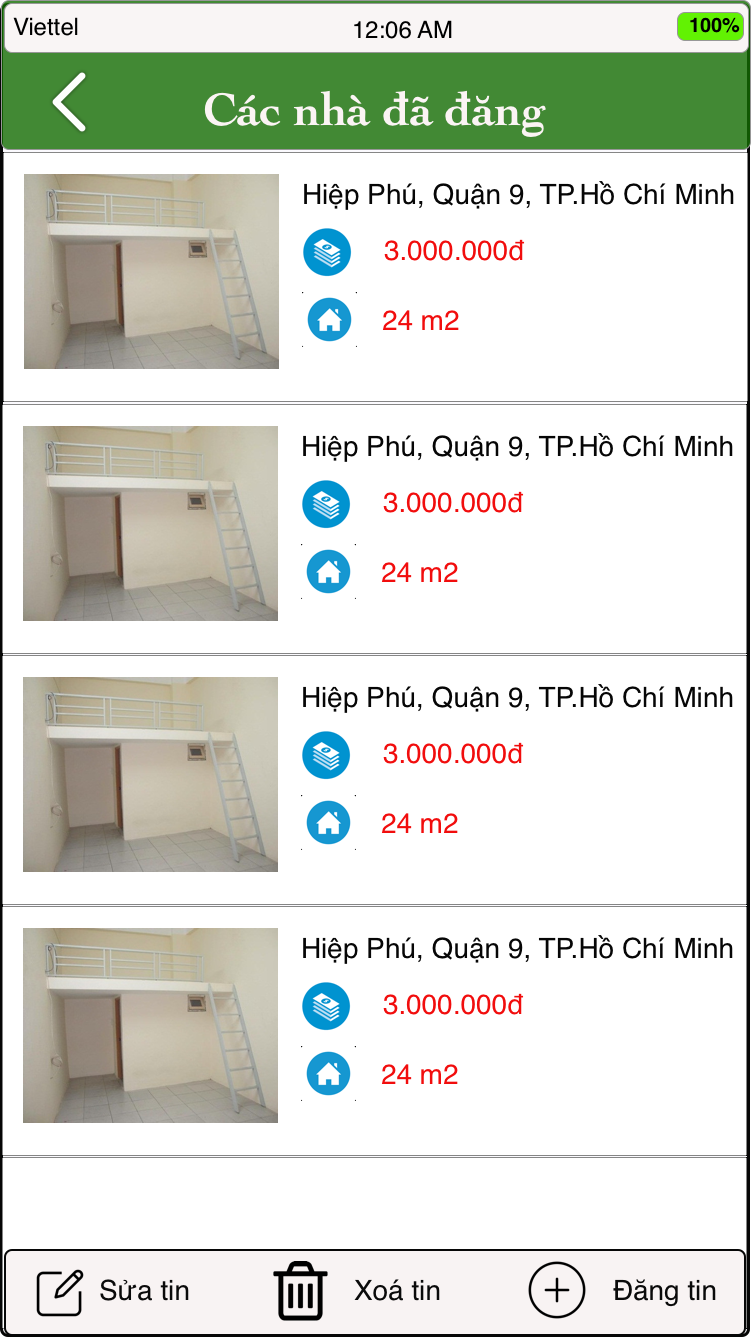 Viettel 12:06 AM 100%
Các nhà đã đăng
Hiệp Phú, Quận 9, TP.Hồ Chí Minh
3.000.000đ
24 m2
Hiệp Phú, Quận 9, TP.Hồ Chí Minh
3.000.000đ
24 m2
Hiệp Phú, Quận 9, TP.Hồ Chí Minh
3.000.000đ
24 m2
Hiệp Phú, Quận 9, TP.Hồ Chí Minh
3.000.000đ
24 m2
Sửa tin Xoá tin Đăng tin